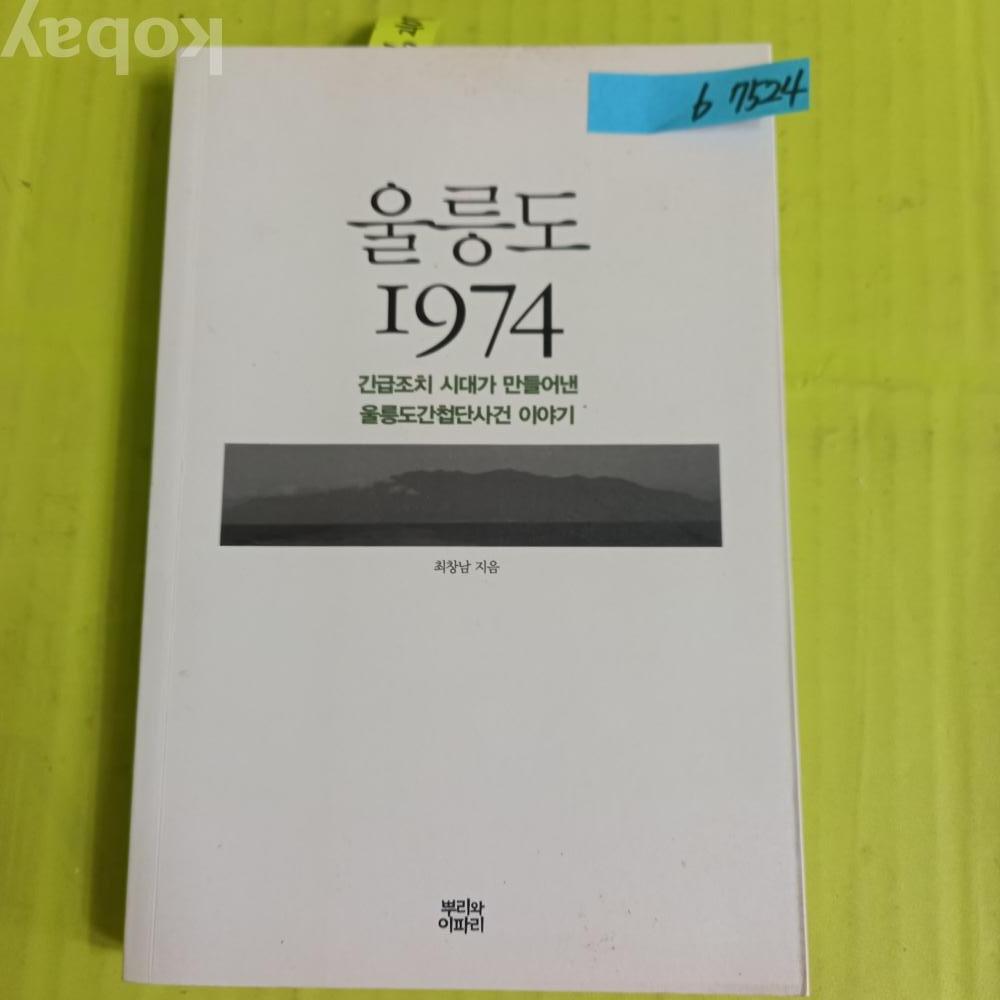 kobay
b 7524
울릉도
1974
긴급조치 시대가 만들어낸
울릉도간첩단사건 이야기
최창남 지음
뿌리와
이파리